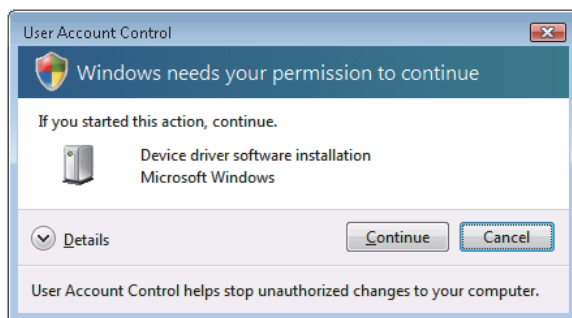 User Account Control
Windows needs your permission to continue
If you started this action, continue.
Device driver software installation
Microsoft Windows
Details
Continue
Cancel
User Account Control helps stop unauthorized changes to your computer.